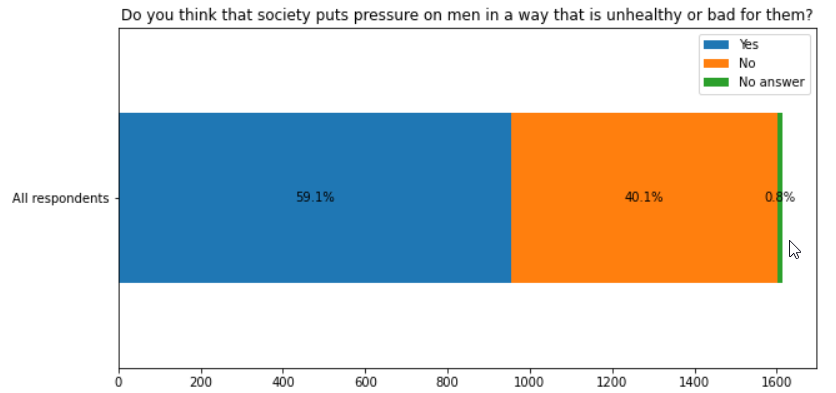 Do you think that society puts pressure on men in a way that is unhealthy or bad for them?
Yes
No
No answer
All respondents
59.1%
40.1%
0.8%
0
200
400
600
800
1000
1200
1400
1600